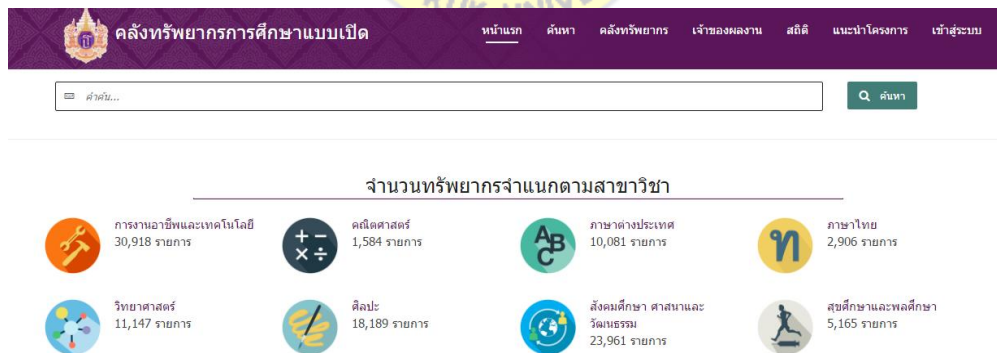 คลังทรัพยากรการศึกษาแบบเปิด
หน้าแรก ค้นหา คลังทรัพยากร เจ้าของผลงาน สถิติ แนะนำโครงการ เข้าสู่ระบบ
คำค้น...
ค้นหา
จำนวนทรัพยากรจำแนกตามสาขาวิชา
การงานอาชีพและเทคโนโลยี
30,918 รายการ
คณิตศาสตร์
1,584 รายการ
ABC
ภาษาต่างประเทศ
10,081 รายการ
ท
ภาษาไทย
2,906 รายการ
วิทยาศาสตร์
11,147 รายการ
ศิลปะ
18,189 รายการ
สังคมศึกษา ศาสนาและ
วัฒนธรรม
23,961 รายการ
สุขศึกษาและพลศึกษา
5,165 รายการ